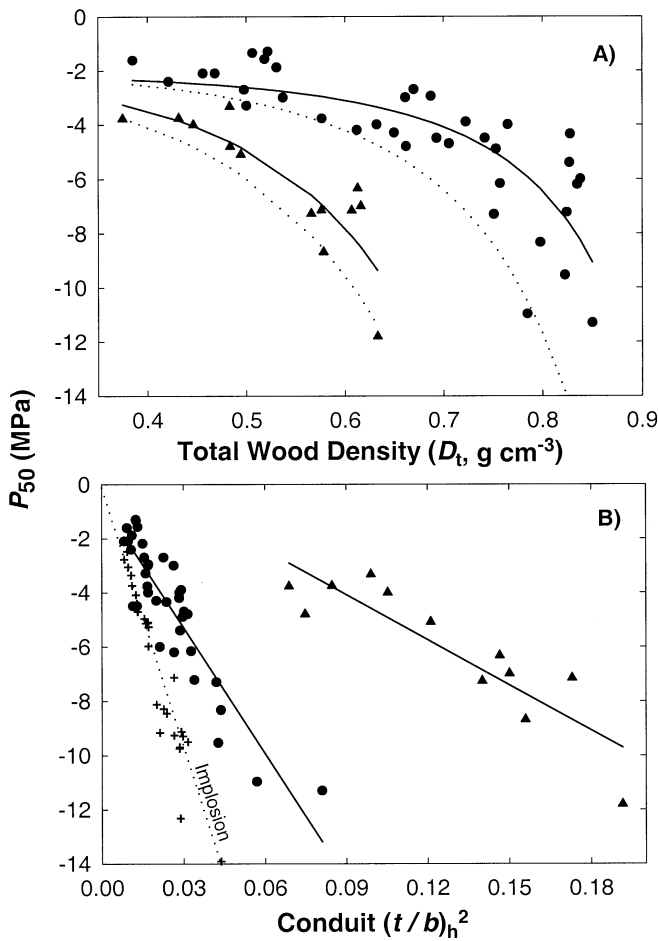 0
-2
-4
-6
-8
-10
-12
-14
A)
0.4 0.5 0.6 0.7 0.8 0.9
Total Wood Density (Dt, g cm-3)
P50 (MPa)
0
-2
-4
-6
-8
-10
-12
-14
B)
Implosion
0.00 0.03 0.06 0.09 0.12 0.15 0.18
Conduit (t / b)h2